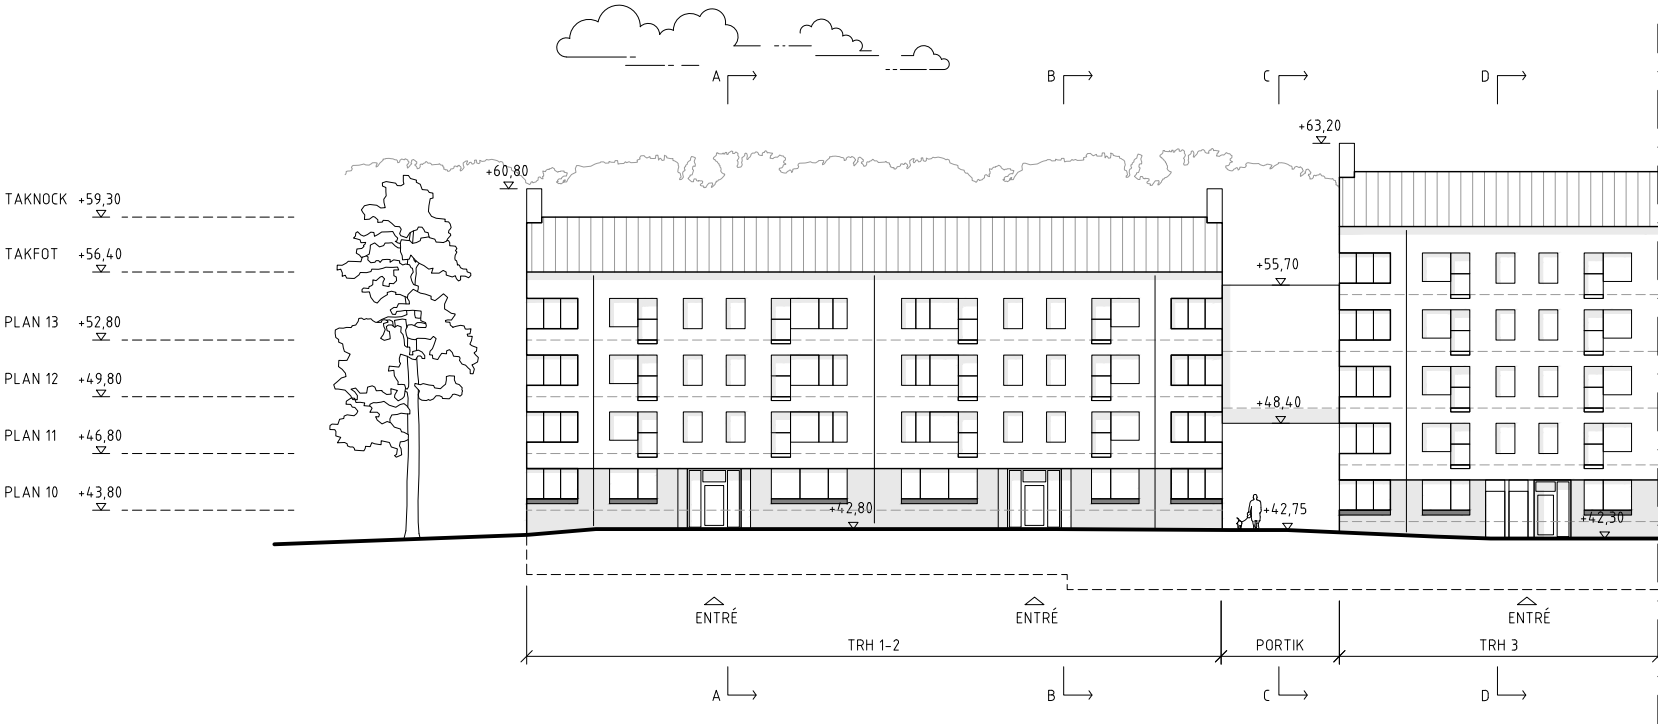 A B C D
+63,20
+60,80
TAKNOCK +59,30
TAKFOT +56,40
+55,70
PLAN 13 +52,80
PLAN 12 +49,80
+48,40
PLAN 11 +46,80
PLAN 10 +43,80
+42,80
+42,75
+42,30
ENTRÉ ENTRÉ ENTRÉ
TRH 1-2 PORTIK TRH 3
A B C D